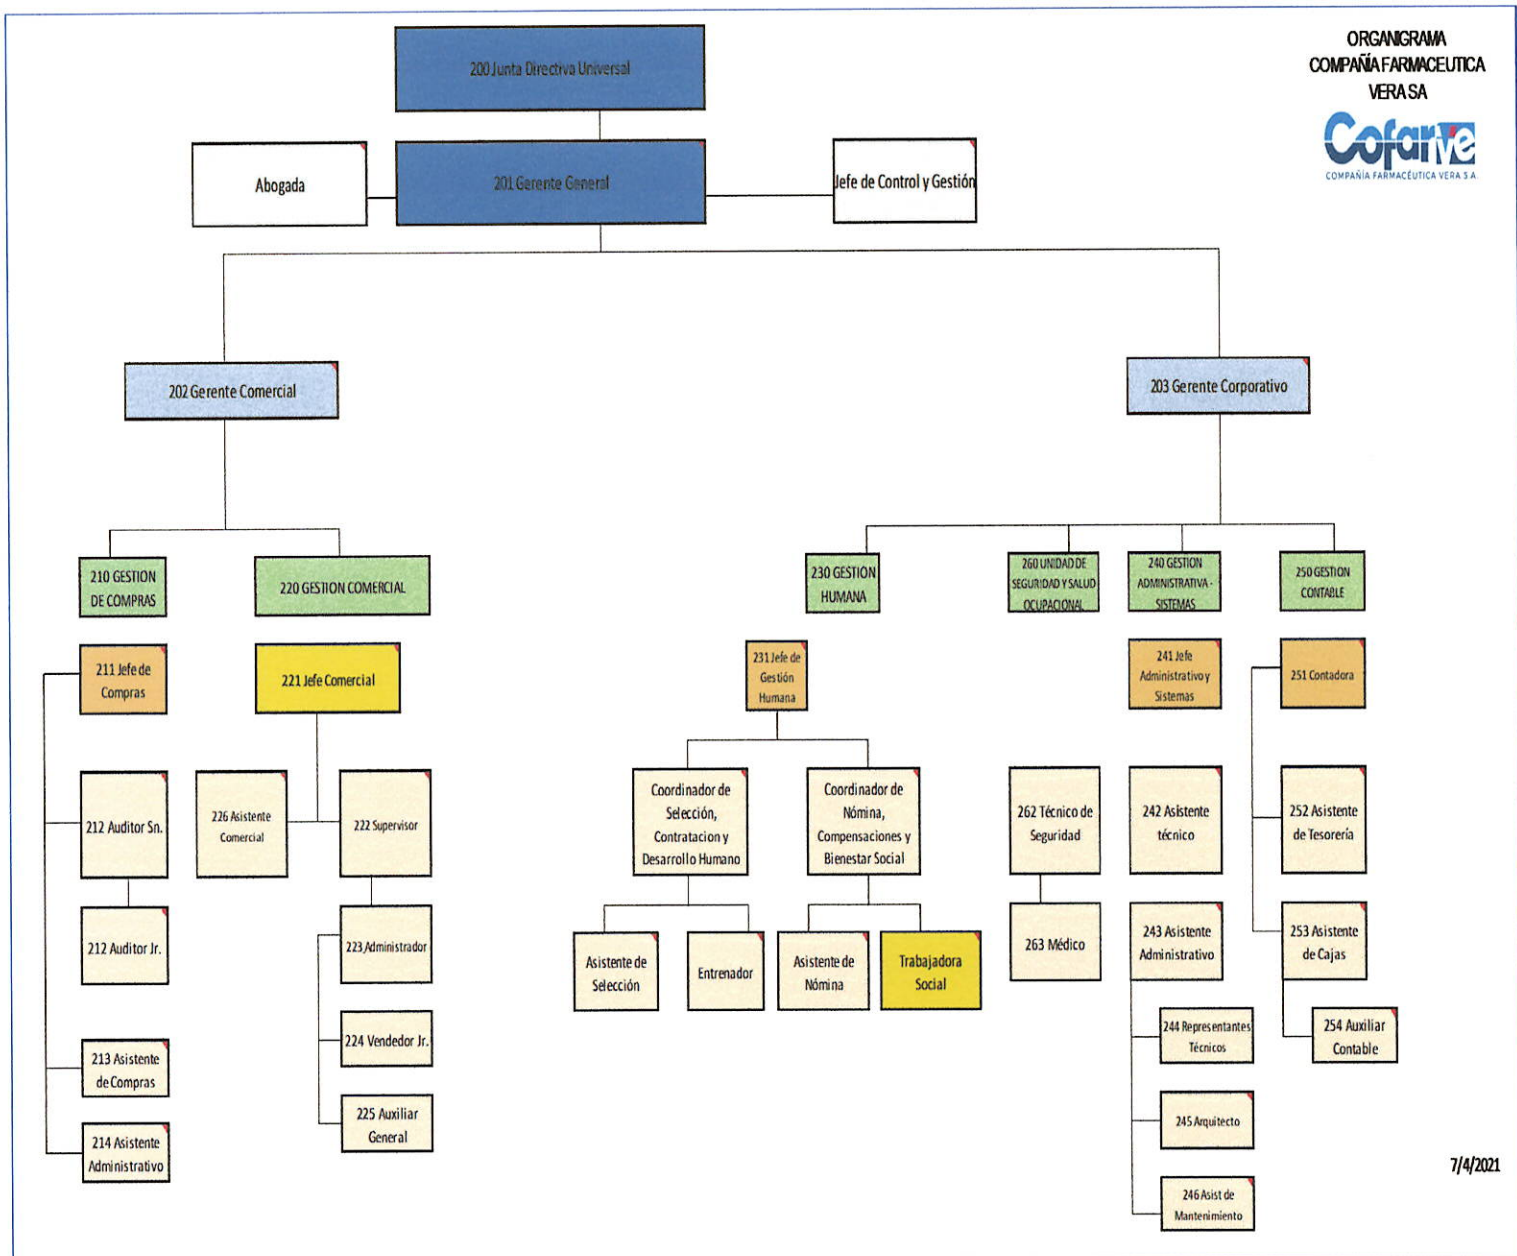 ORGANIGRAMA
COMPAÑÍA FARMACEUTICA
VERA SA
Cofarve
COMPAÑÍA FARMACÉUTICA VERA S.A.
200 Junta Directiva Universal
Abogada
201 Gerente General
Jefe de Control y Gestión
202 Gerente Comercial
203 Gerente Corporativo
210 GESTION
DE COMPRAS
220 GESTION COMERCIAL
230 GESTION
HUMANA
260 UNIDAD DE
SEGURIDAD Y SALUD
OCUPACIONAL
240 GESTION
ADMINISTRATIVA -
SISTEMAS
250 GESTION
CONTABLE
211 Jefe de
Compras
221 Jefe Comercial
231 Jefe de
Gestión
Humana
241 Jefe
Administrativo y
Sistemas
251 Contadora
212 Auditor Sn.
226 Asistente
Comercial
222 Supervisor
Coordinador de
Selección,
Contratacion y
Desarrollo Humano
Coordinador de
Nómina,
Compensaciones y
Bienestar Social
262 Técnico de
Seguridad
242 Asistente
técnico
252 Asistente
de Tesorería
212 Auditor Jr.
223 Administrador
Asistente de
Selección
Entrenador
Asistente de
Nómina
Trabajadora
Social
263 Médico
243 Asistente
Administrativo
253 Asistente
de Cajas
213 Asistente
de Compras
224 Vendedor Jr.
244 Representantes
Técnicos
254 Auxiliar
Contable
214 Asistente
Administrativo
225 Auxiliar
General
245 Arquitecto
246 Asist de
Mantenimiento
7/4/2021